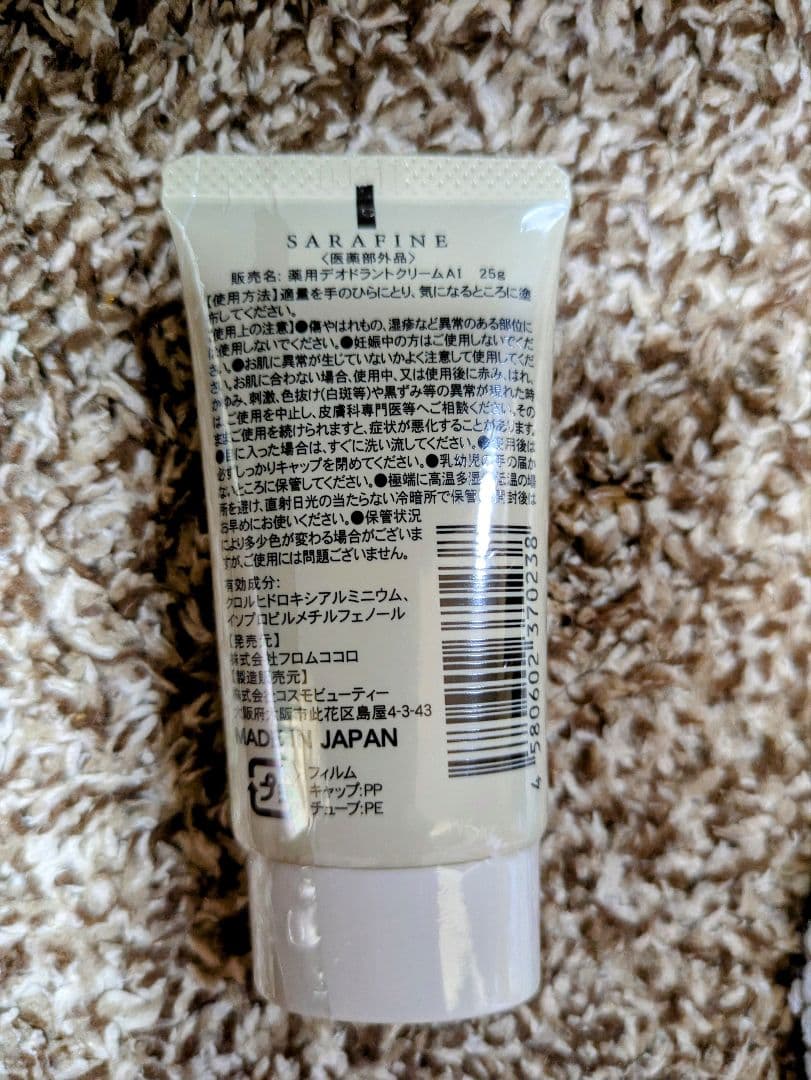 SARAFINE
〈医薬部外品〉
販売名: 薬用デオドラントクリームA1 25g
【使用方法】適量を手のひらにとり、気になるところに塗
布してください。
【使用上の注意】●傷やはれもの、湿疹など異常のある部位に
は使用しないでください。●妊娠中の方はご使用しないでくだ
さい。●お肌に異常が生じていないかよく注意して使用してくだ
さい。お肌に合わない場合、使用中、又は使用後に赤み、はれ、
かゆみ、刺激、色抜け(白斑等)や黒ずみ等の異常が現れた時
は、ご使用を中止し、皮膚科専門医等へご相談ください。その
ままご使用を続けられますと、症状が悪化することがあります。
●目に入った場合は、すぐに洗い流してください。●使用後は
必ずしっかりキャップを閉めてください。●乳幼児の手の届か
ないところに保管してください。●極端に高温多湿、低温の場
所を避け、直射日光の当たらない冷暗所で保管し、開封後は
お早めにお使いください。●保管状況
により多少色が変わる場合がございま
すが、ご使用には問題ございません。
有効成分:
クロルヒドロキシアルミニウム、
イソプロピルメチルフェノール
【発売元】
株式会社フロムココロ
【製造販売元】
株式会社コスモビューティー
大阪府大阪市此花区島屋4-3-43
MADE IN JAPAN
プラ
フィルム
キャップ:PP
チューブ:PE
4 580602 370238